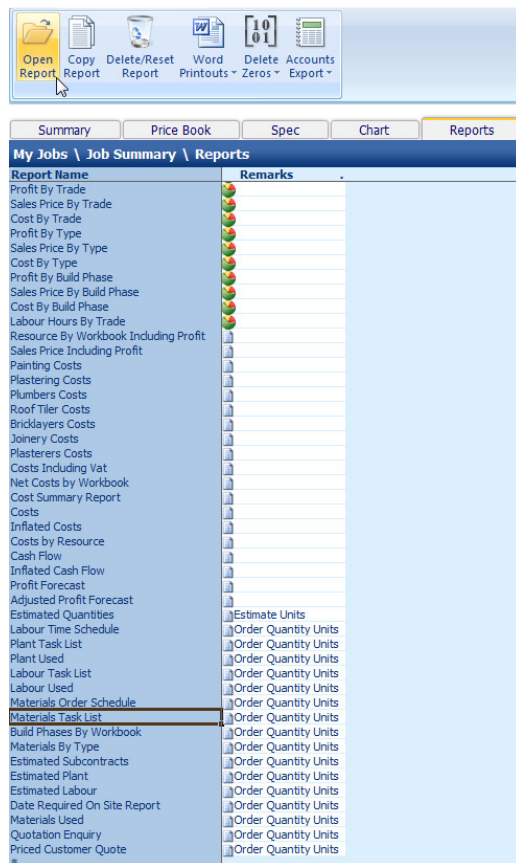 Open Report
Copy Report
Delete/Reset Report
Word Printouts
Delete Zeros
Accounts Export
Summary Price Book Spec Chart Reports
My Jobs \ Job Summary \ Reports
Report Name Remarks .
Profit By Trade
Sales Price By Trade
Cost By Trade
Profit By Type
Sales Price By Type
Cost By Type
Profit By Build Phase
Sales Price By Build Phase
Cost By Build Phase
Labour Hours By Trade
Resource By Workbook Including Profit
Sales Price Including Profit
Painting Costs
Plastering Costs
Plumbers Costs
Roof Tiler Costs
Bricklayers Costs
Joinery Costs
Plasterers Costs
Costs Including Vat
Net Costs by Workbook
Cost Summary Report
Costs
Inflated Costs
Costs by Resource
Cash Flow
Inflated Cash Flow
Profit Forecast
Adjusted Profit Forecast
Estimated Quantities Estimate Units
Labour Time Schedule Order Quantity Units
Plant Task List Order Quantity Units
Plant Used Order Quantity Units
Labour Task List Order Quantity Units
Labour Used Order Quantity Units
Materials Order Schedule Order Quantity Units
Materials Task List Order Quantity Units
Build Phases By Workbook Order Quantity Units
Materials By Type Order Quantity Units
Estimated Subcontracts Order Quantity Units
Estimated Plant Order Quantity Units
Estimated Labour Order Quantity Units
Date Required On Site Report Order Quantity Units
Materials Used Order Quantity Units
Quotation Enquiry Order Quantity Units
Priced Customer Quote Order Quantity Units
*